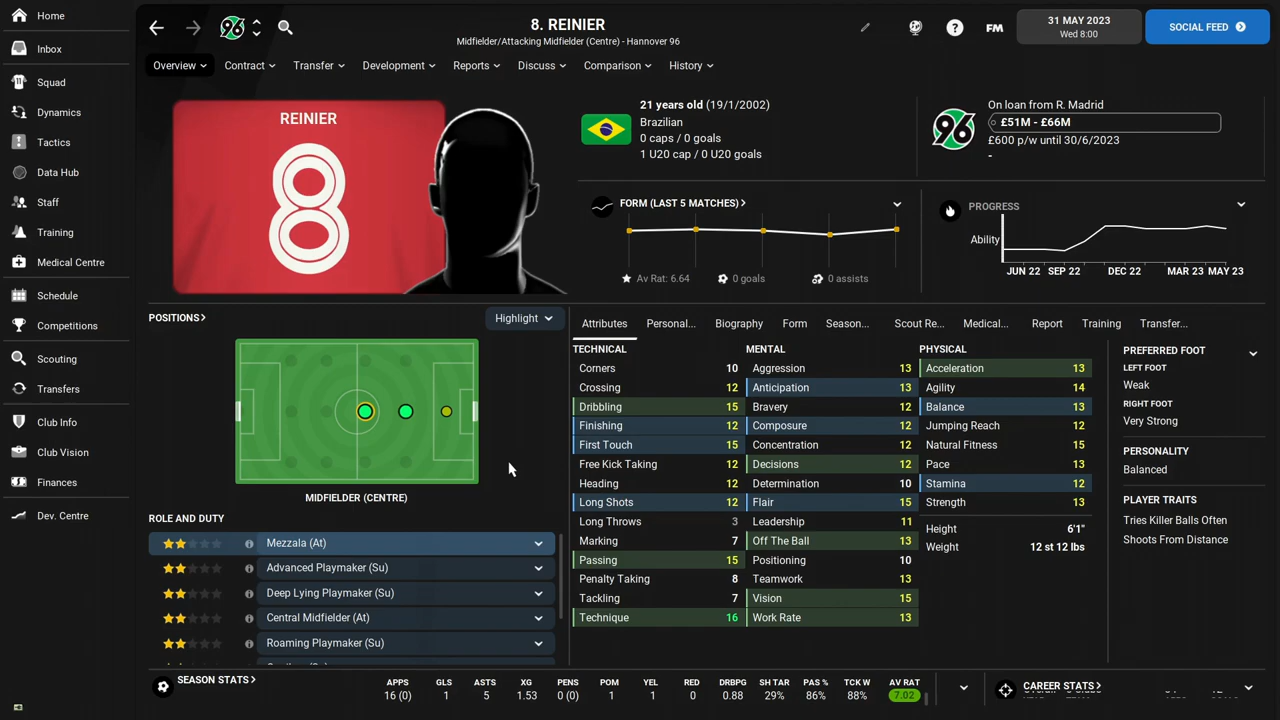 Home
Inbox
Squad
Dynamics
Tactics
Data Hub
Staff
Training
Medical Centre
Schedule
Competitions
Scouting
Transfers
Club Info
Club Vision
Finances
Dev. Centre
96
8. REINIER
Midfielder/Attacking Midfielder (Centre) - Hannover 96
?
FM
31 MAY 2023
Wed 8:00
SOCIAL FEED
Overview
Contract
Transfer
Development
Reports
Discuss
Comparison
History
REINIER
8
21 years old (19/1/2002)
Brazilian
0 caps / 0 goals
1 U20 cap / 0 U20 goals
96
On loan from R. Madrid
£51M - £66M
£600 p/w until 30/6/2023
-
FORM (LAST 5 MATCHES)
Av Rat: 6.64
0 goals
0 assists
PROGRESS
Ability
JUN 22 SEP 22 DEC 22 MAR 23 MAY 23
POSITIONS
Highlight
MIDFIELDER (CENTRE)
ROLE AND DUTY
Mezzala (At)
Advanced Playmaker (Su)
Deep Lying Playmaker (Su)
Central Midfielder (At)
Roaming Playmaker (Su)
Attributes
Personal...
Biography
Form
Season...
Scout Re...
Medical...
Report
Training
Transfer...
TECHNICAL
Corners 10
Crossing 12
Dribbling 15
Finishing 12
First Touch 15
Free Kick Taking 12
Heading 12
Long Shots 12
Long Throws 3
Marking 7
Passing 15
Penalty Taking 8
Tackling 7
Technique 16
MENTAL
Aggression 13
Anticipation 13
Bravery 12
Composure 12
Concentration 12
Decisions 12
Determination 10
Flair 15
Leadership 11
Off The Ball 13
Positioning 10
Teamwork 13
Vision 15
Work Rate 13
PHYSICAL
Acceleration 13
Agility 14
Balance 13
Jumping Reach 12
Natural Fitness 15
Pace 13
Stamina 12
Strength 13
Height 6'1"
Weight 12 st 12 lbs
PREFERRED FOOT
LEFT FOOT
Weak
RIGHT FOOT
Very Strong
PERSONALITY
Balanced
PLAYER TRAITS
Tries Killer Balls Often
Shoots From Distance
SEASON STATS
APPS GLS ASTS XG PENS POM YEL RED DRBPG SH TAR PAS % TCK W AV RAT
16 (0) 1 5 1.53 0 (0) 1 1 0 0.88 29% 86% 88% 7.02
CAREER STATS